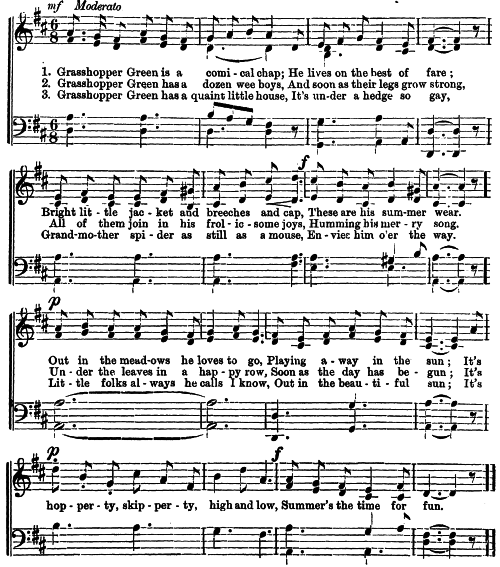 mf Moderato
1. Grasshopper Green is a comi - cal chap; He lives on the best of fare;
2. Grasshopper Green has a dozen wee boys, And soon as their legs grow strong,
3. Grasshopper Green has a quaint little house, It's un - der a hedge so gay,
f
Bright lit - tle jac - ket and breeches and cap, These are his sum - mer wear.
All of them join in his frol - ic - some joys, Humming his mer - ry song.
Grand - mo - ther spi - der as still as a mouse, En - vies him o'er the way.
p
Out in the mead - ows he loves to go, Playing a - way in the sun; It's
Un - der the leaves in a hap - py row, Soon as the day has be - gun; It's
Lit - tle folks al - ways he calls I know, Out in the beau - ti - ful sun; It's
p f
hop - per - ty, skip - per - ty, high and low, Summer's the time for fun.